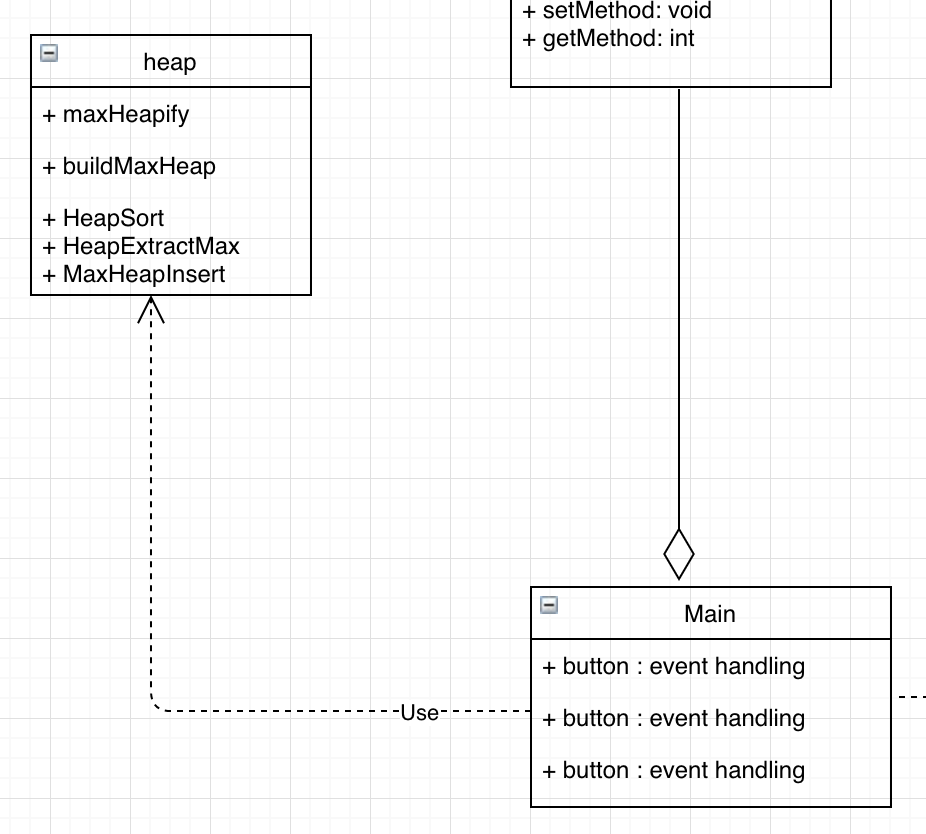 + setMethod: void
+ getMethod: int
heap
+ maxHeapify
+ buildMaxHeap
+ HeapSort
+ HeapExtractMax
+ MaxHeapInsert
Main
+ button : event handling
+ button : event handling
+ button : event handling
Use